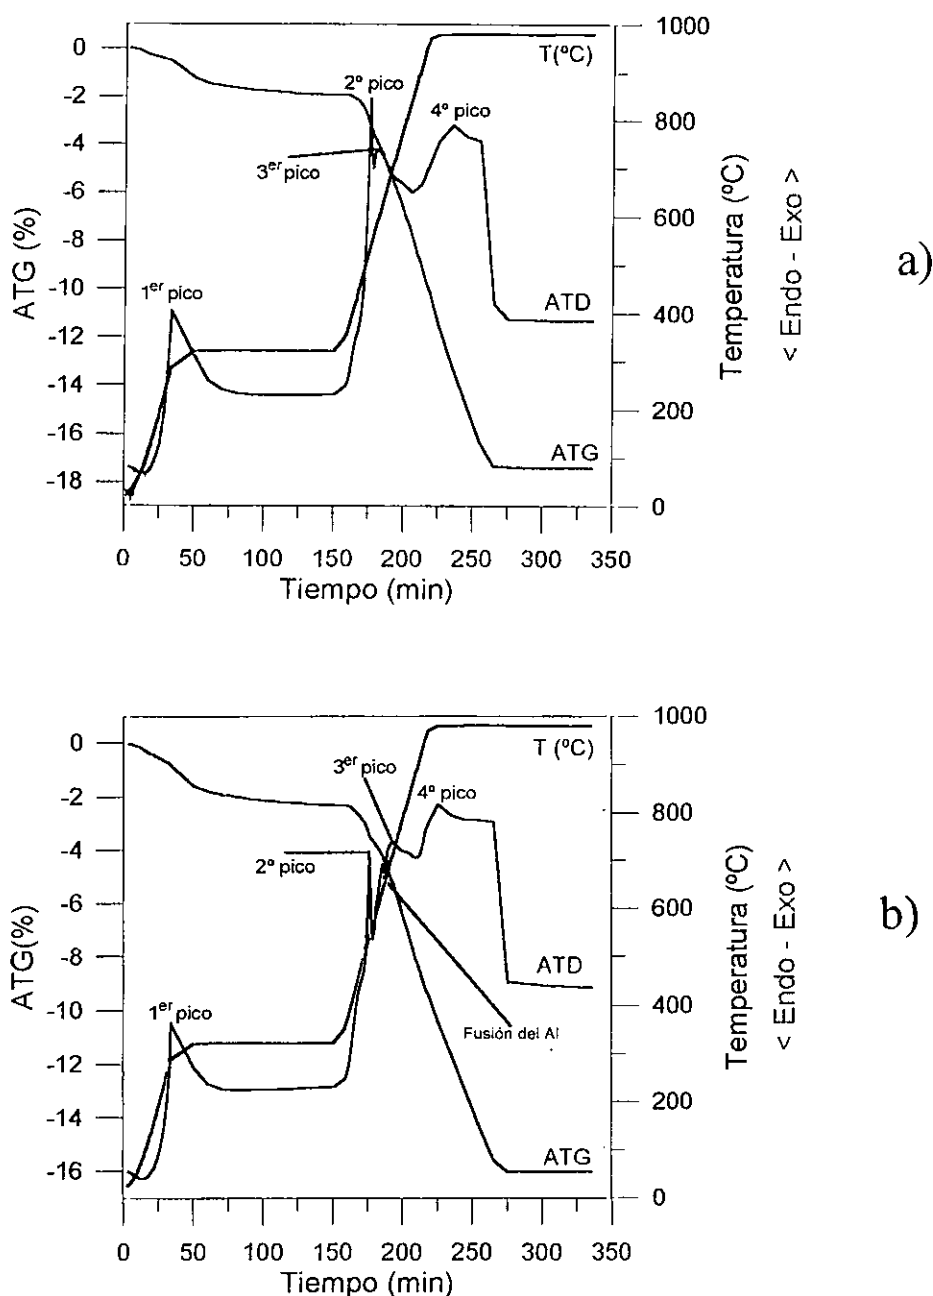 a)
ATG (%)
0
-2
-4
-6
-8
-10
-12
-14
-16
-18
1000
800
600
400
200
0
Temperatura (ºC)
< Endo - Exo >
T(ºC)
2º pico
4º pico
3er pico
1er pico
ATD
ATG
0 50 100 150 200 250 300 350
Tiempo (min)
b)
ATG(%)
0
-2
-4
-6
-8
-10
-12
-14
-16
1000
800
600
400
200
0
Temperatura (ºC)
< Endo - Exo >
T (ºC)
3er pico
4º pico
2º pico
ATD
1er pico
Fusión del Al
ATG
0 50 100 150 200 250 300 350
Tiempo (min)